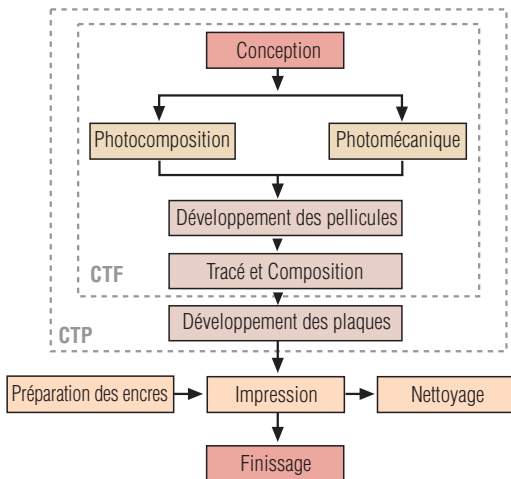 Conception
Photocomposition
Photomécanique
Développement des pellicules
Tracé et Composition
CTF
Développement des plaques
CTP
Préparation des encres
Impression
Nettoyage
Finissage